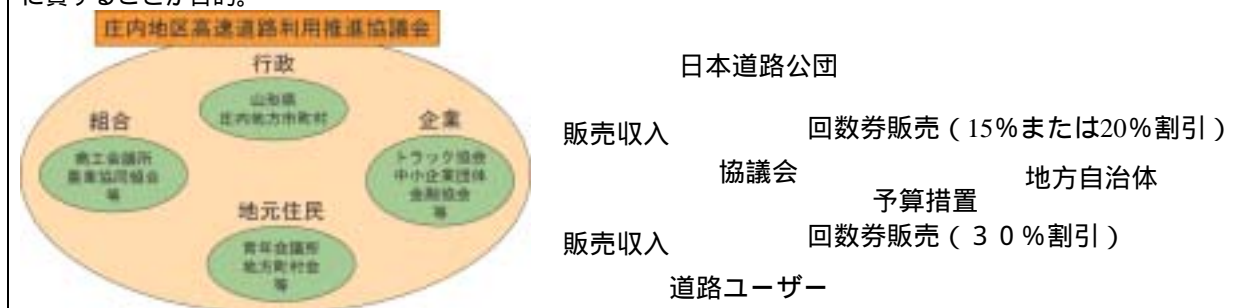 に資することが目的。
庄内地区高速道路利用推進協議会
行政
山形県
庄内地方市町村
組合
商工会議所
農業協同組合
等
企業
トラック協会
中小企業団体
金融協会
等
地元住民
青年会議所
地方町村会
等
日本道路公団
販売収入
回数券販売（15%または20%割引）
協議会
地方自治体
予算措置
販売収入
回数券販売（３０％割引）
道路ユーザー